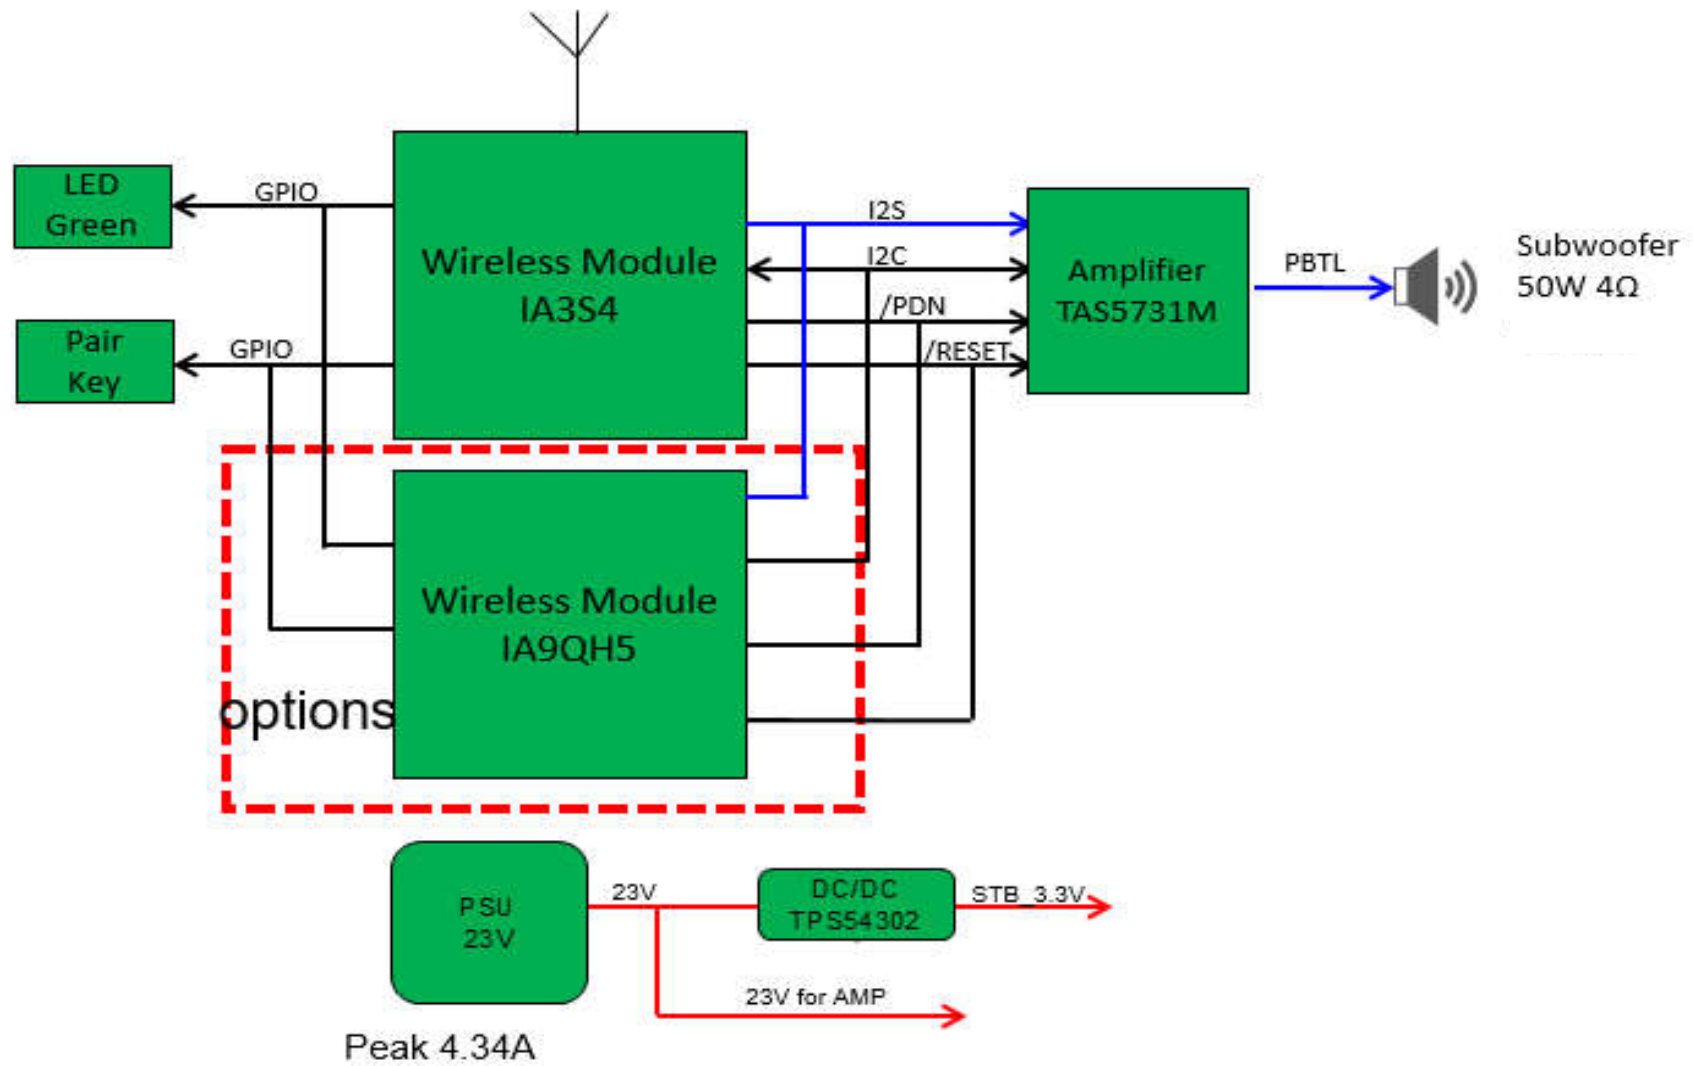 LED
Green
GPIO
Pair
Key
GPIO
Wireless Module
IA3S4
I2S
I2C
/PDN
/RESET
Amplifier
TAS5731M
PBTL
Subwoofer
50W 4Ω
Wireless Module
IA9QH5
options
PSU
23V
Peak 4.34A
23V
DC/DC
TPS54302
STB_3.3V
23V for AMP